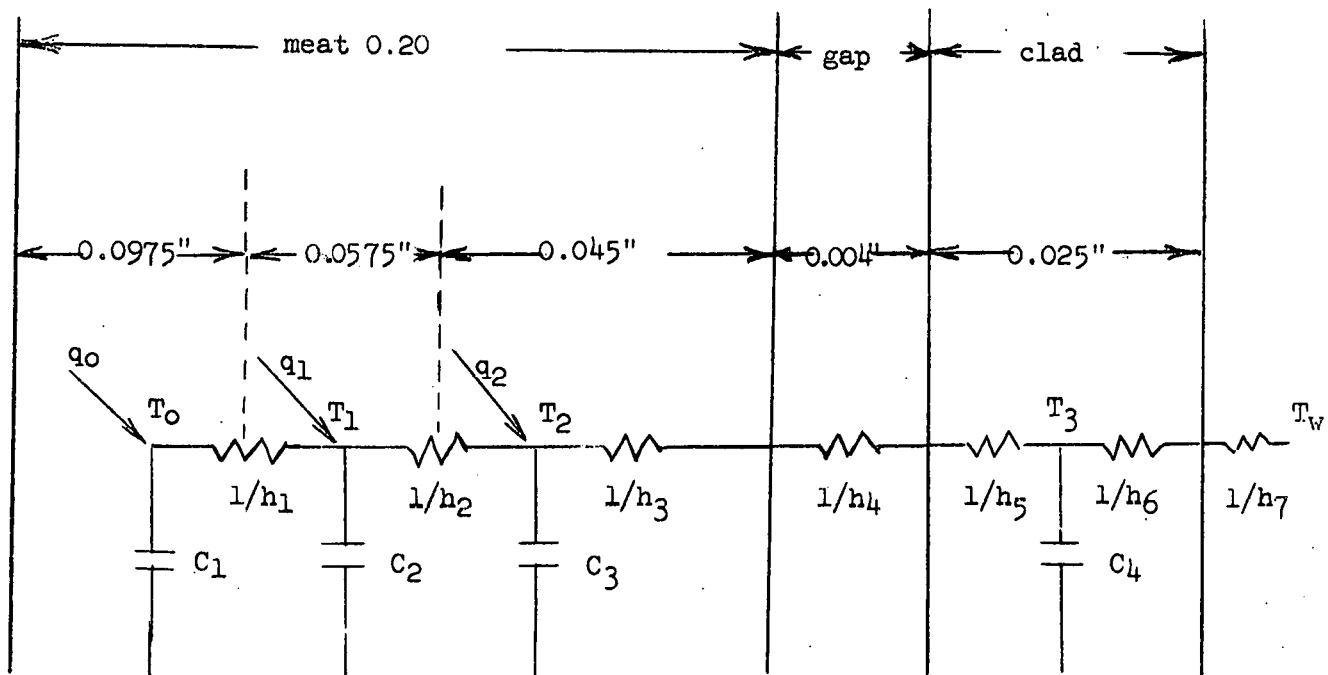 meat 0.20 gap clad
0.0975" 0.0575" 0.045" 0.004" 0.025"
q₀ q₁ q₂
T₀ T₁ T₂ T₃ T_w
1/h₁ 1/h₂ 1/h₃ 1/h₄ 1/h₅ 1/h₆ 1/h₇
C₁ C₂ C₃ C₄